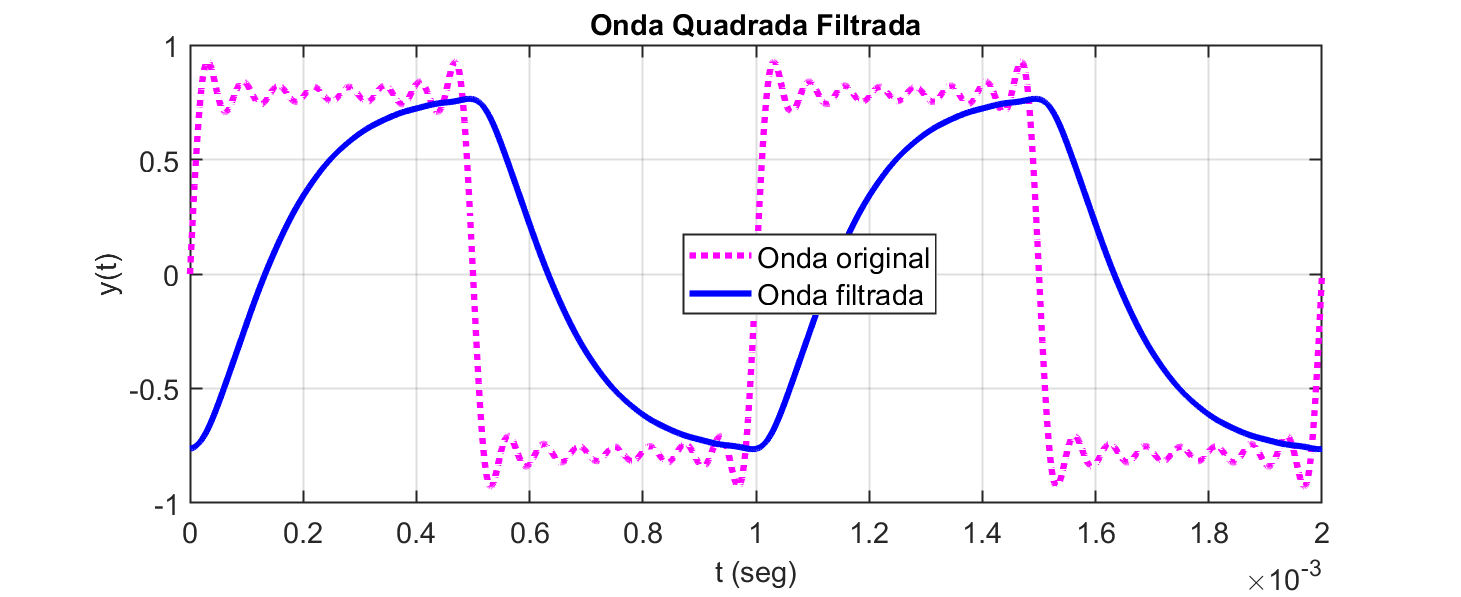 Onda Quadrada Filtrada
1
0.5
0
-0.5
-1
y(t)
Onda original
Onda filtrada
0 0.2 0.4 0.6 0.8 1 1.2 1.4 1.6 1.8 2
t (seg)
×10-3